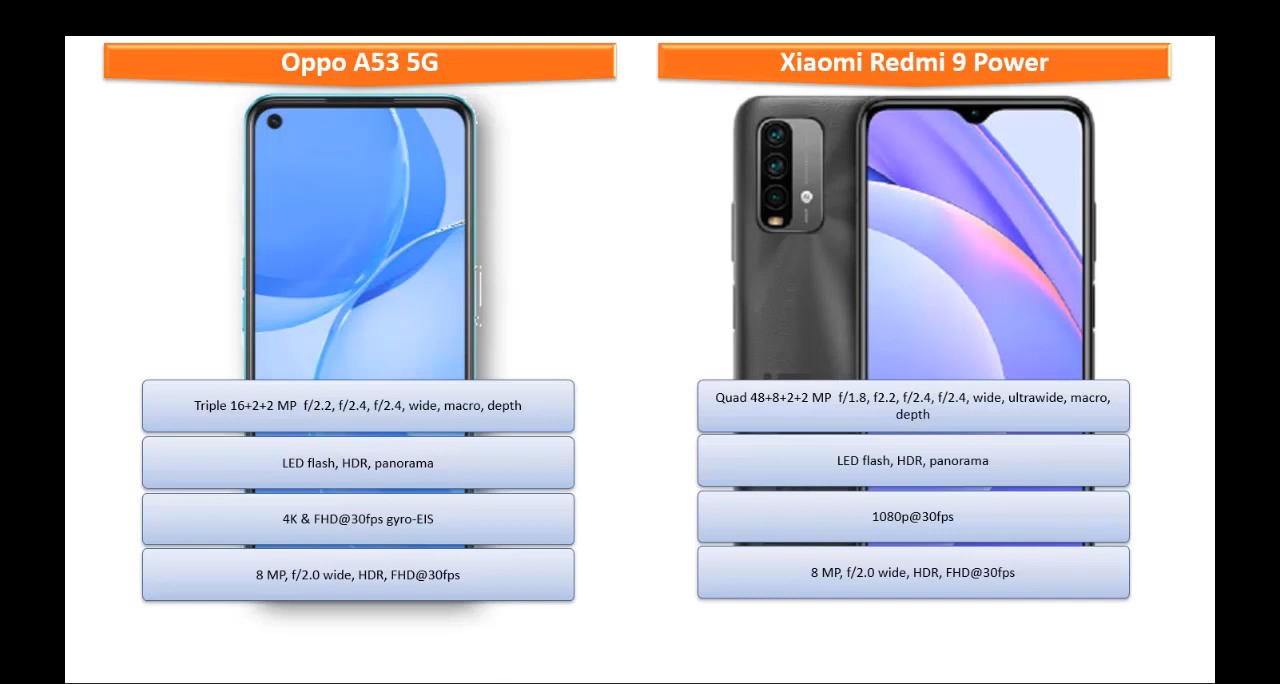 Oppo A53 5G
Triple 16+2+2 MP  f/2.2, f/2.4, f/2.4, wide, macro, depth
LED flash, HDR, panorama
4K & FHD@30fps gyro-EIS
8 MP, f/2.0 wide, HDR, FHD@30fps
Xiaomi Redmi 9 Power
Quad 48+8+2+2 MP  f/1.8, f2.2, f/2.4, f/2.4, wide, ultrawide, macro,
depth
LED flash, HDR, panorama
1080p@30fps
8 MP, f/2.0 wide, HDR, FHD@30fps